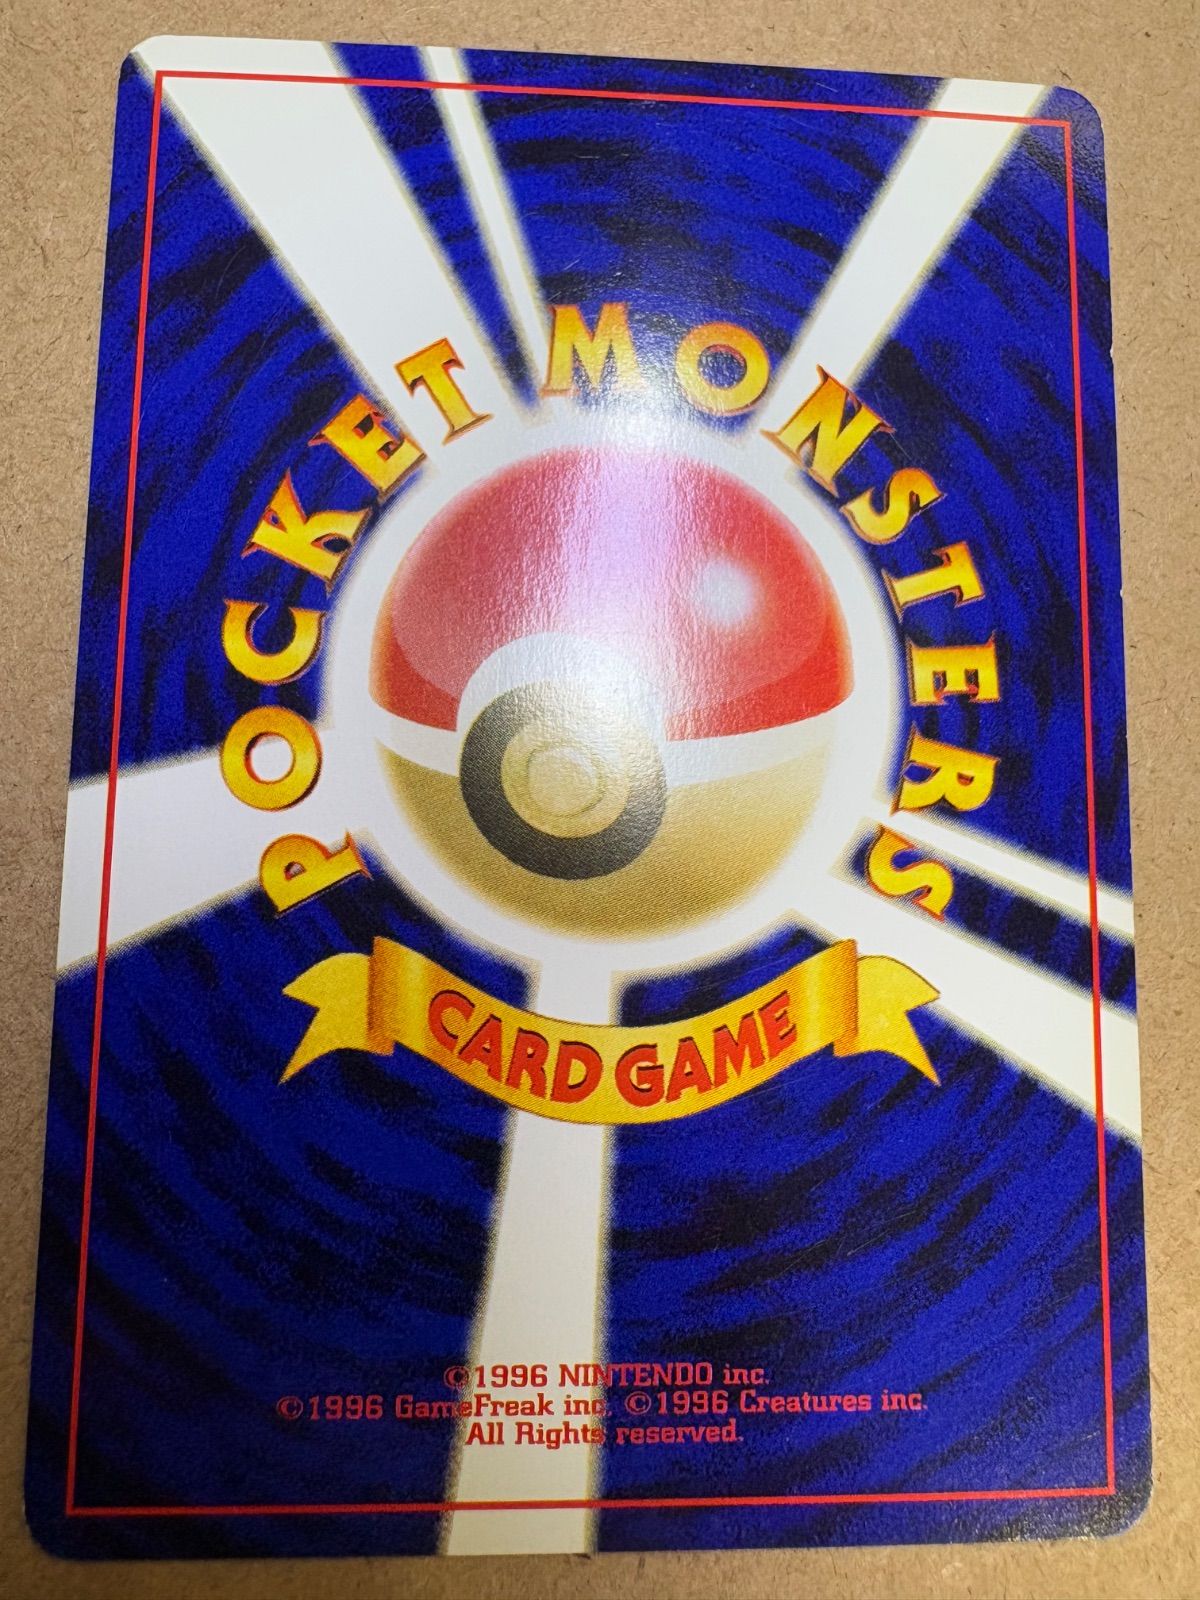 POCKET MONSTERS
CARD GAME
©1996 NINTENDO inc.
©1996 GameFreak inc. ©1996 Creatures inc.
All Rights reserved.